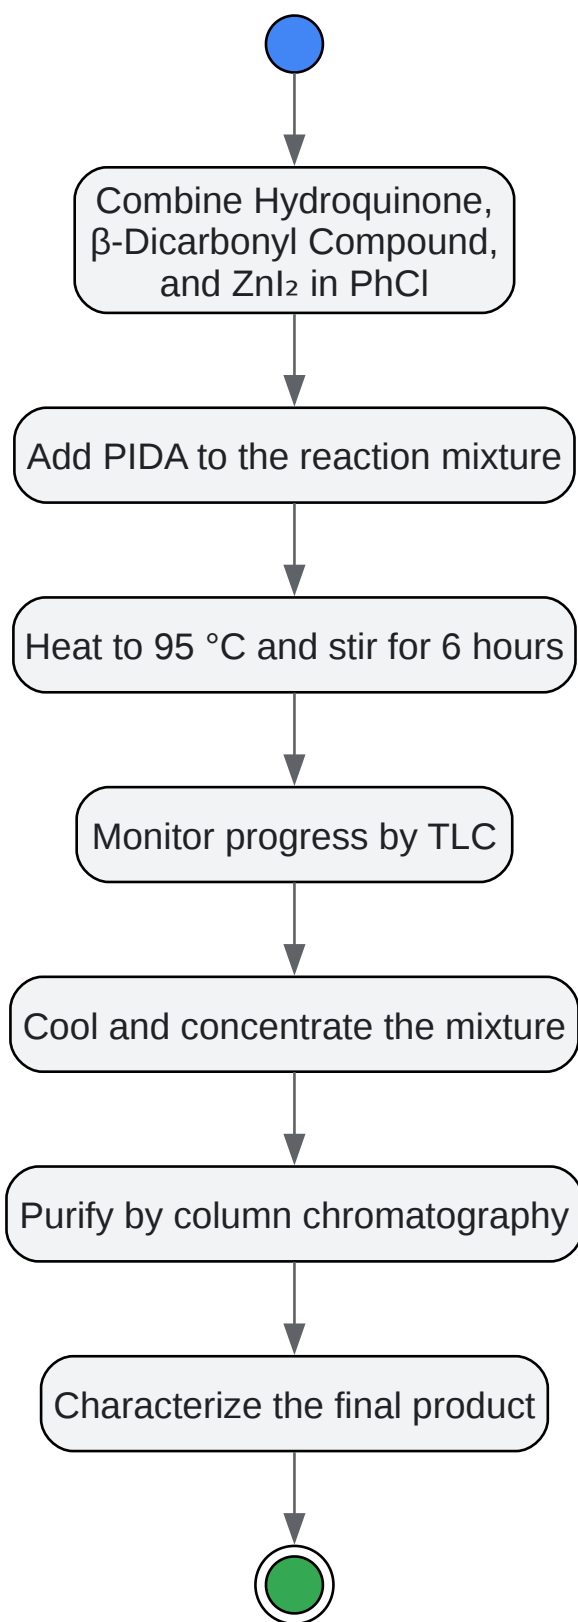 Combine Hydroquinone,
β-Dicarbonyl Compound,
and ZnI₂ in PhCl
Add PIDA to the reaction mixture
Heat to 95 °C and stir for 6 hours
Monitor progress by TLC
Cool and concentrate the mixture
Purify by column chromatography
Characterize the final product